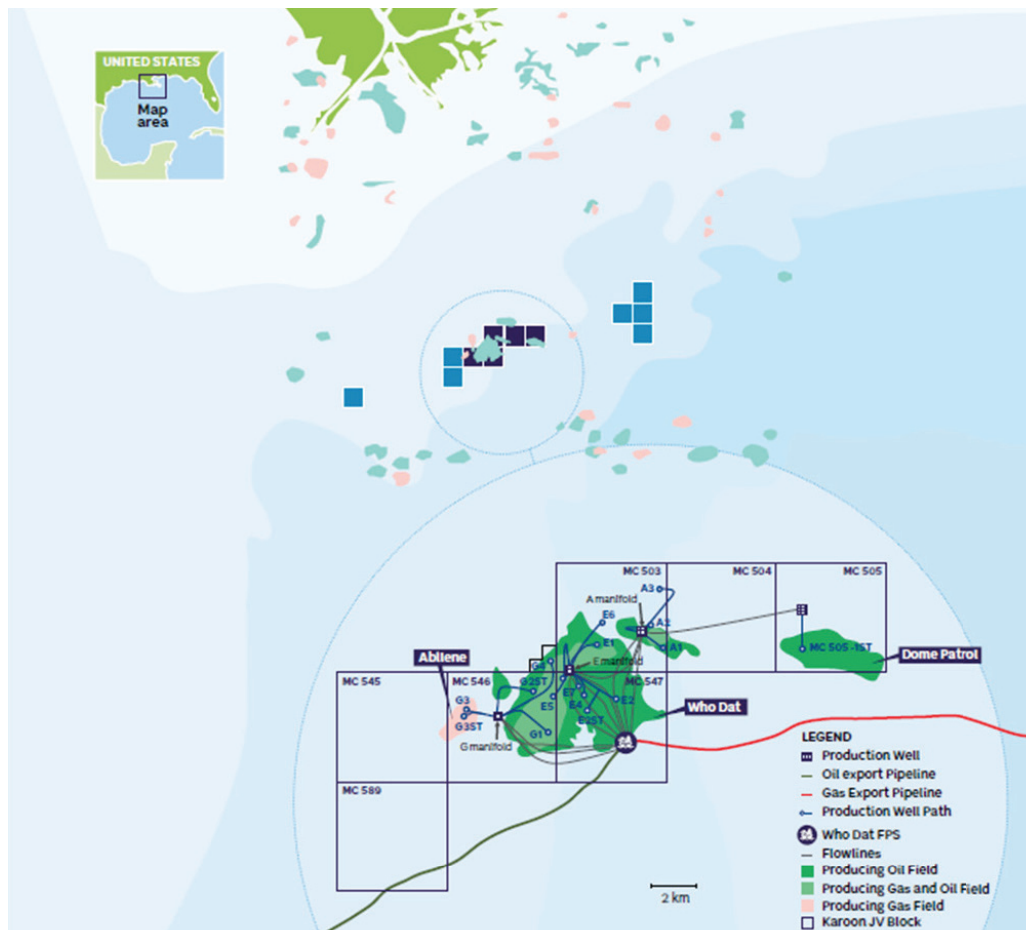 UNITED STATES
Map
area
MC 503
MC 504
MC 505
A3
A manifold
E6
A2
E1
A1
MC 505 -1ST
Dome Patrol
Abilene
G4
E manifold
MC 545
MC 546
G2ST
MC 547
G3
E7
E2
Who Dat
G3ST
E5
E4
E2ST
G manifold
G1
MC 589
LEGEND
Production Well
Oil export Pipeline
Gas Export Pipeline
Production Well Path
Who Dat FPS
Flowlines
Producing Oil Field
Producing Gas and Oil Field
Producing Gas Field
Karoon JV Block
2 km